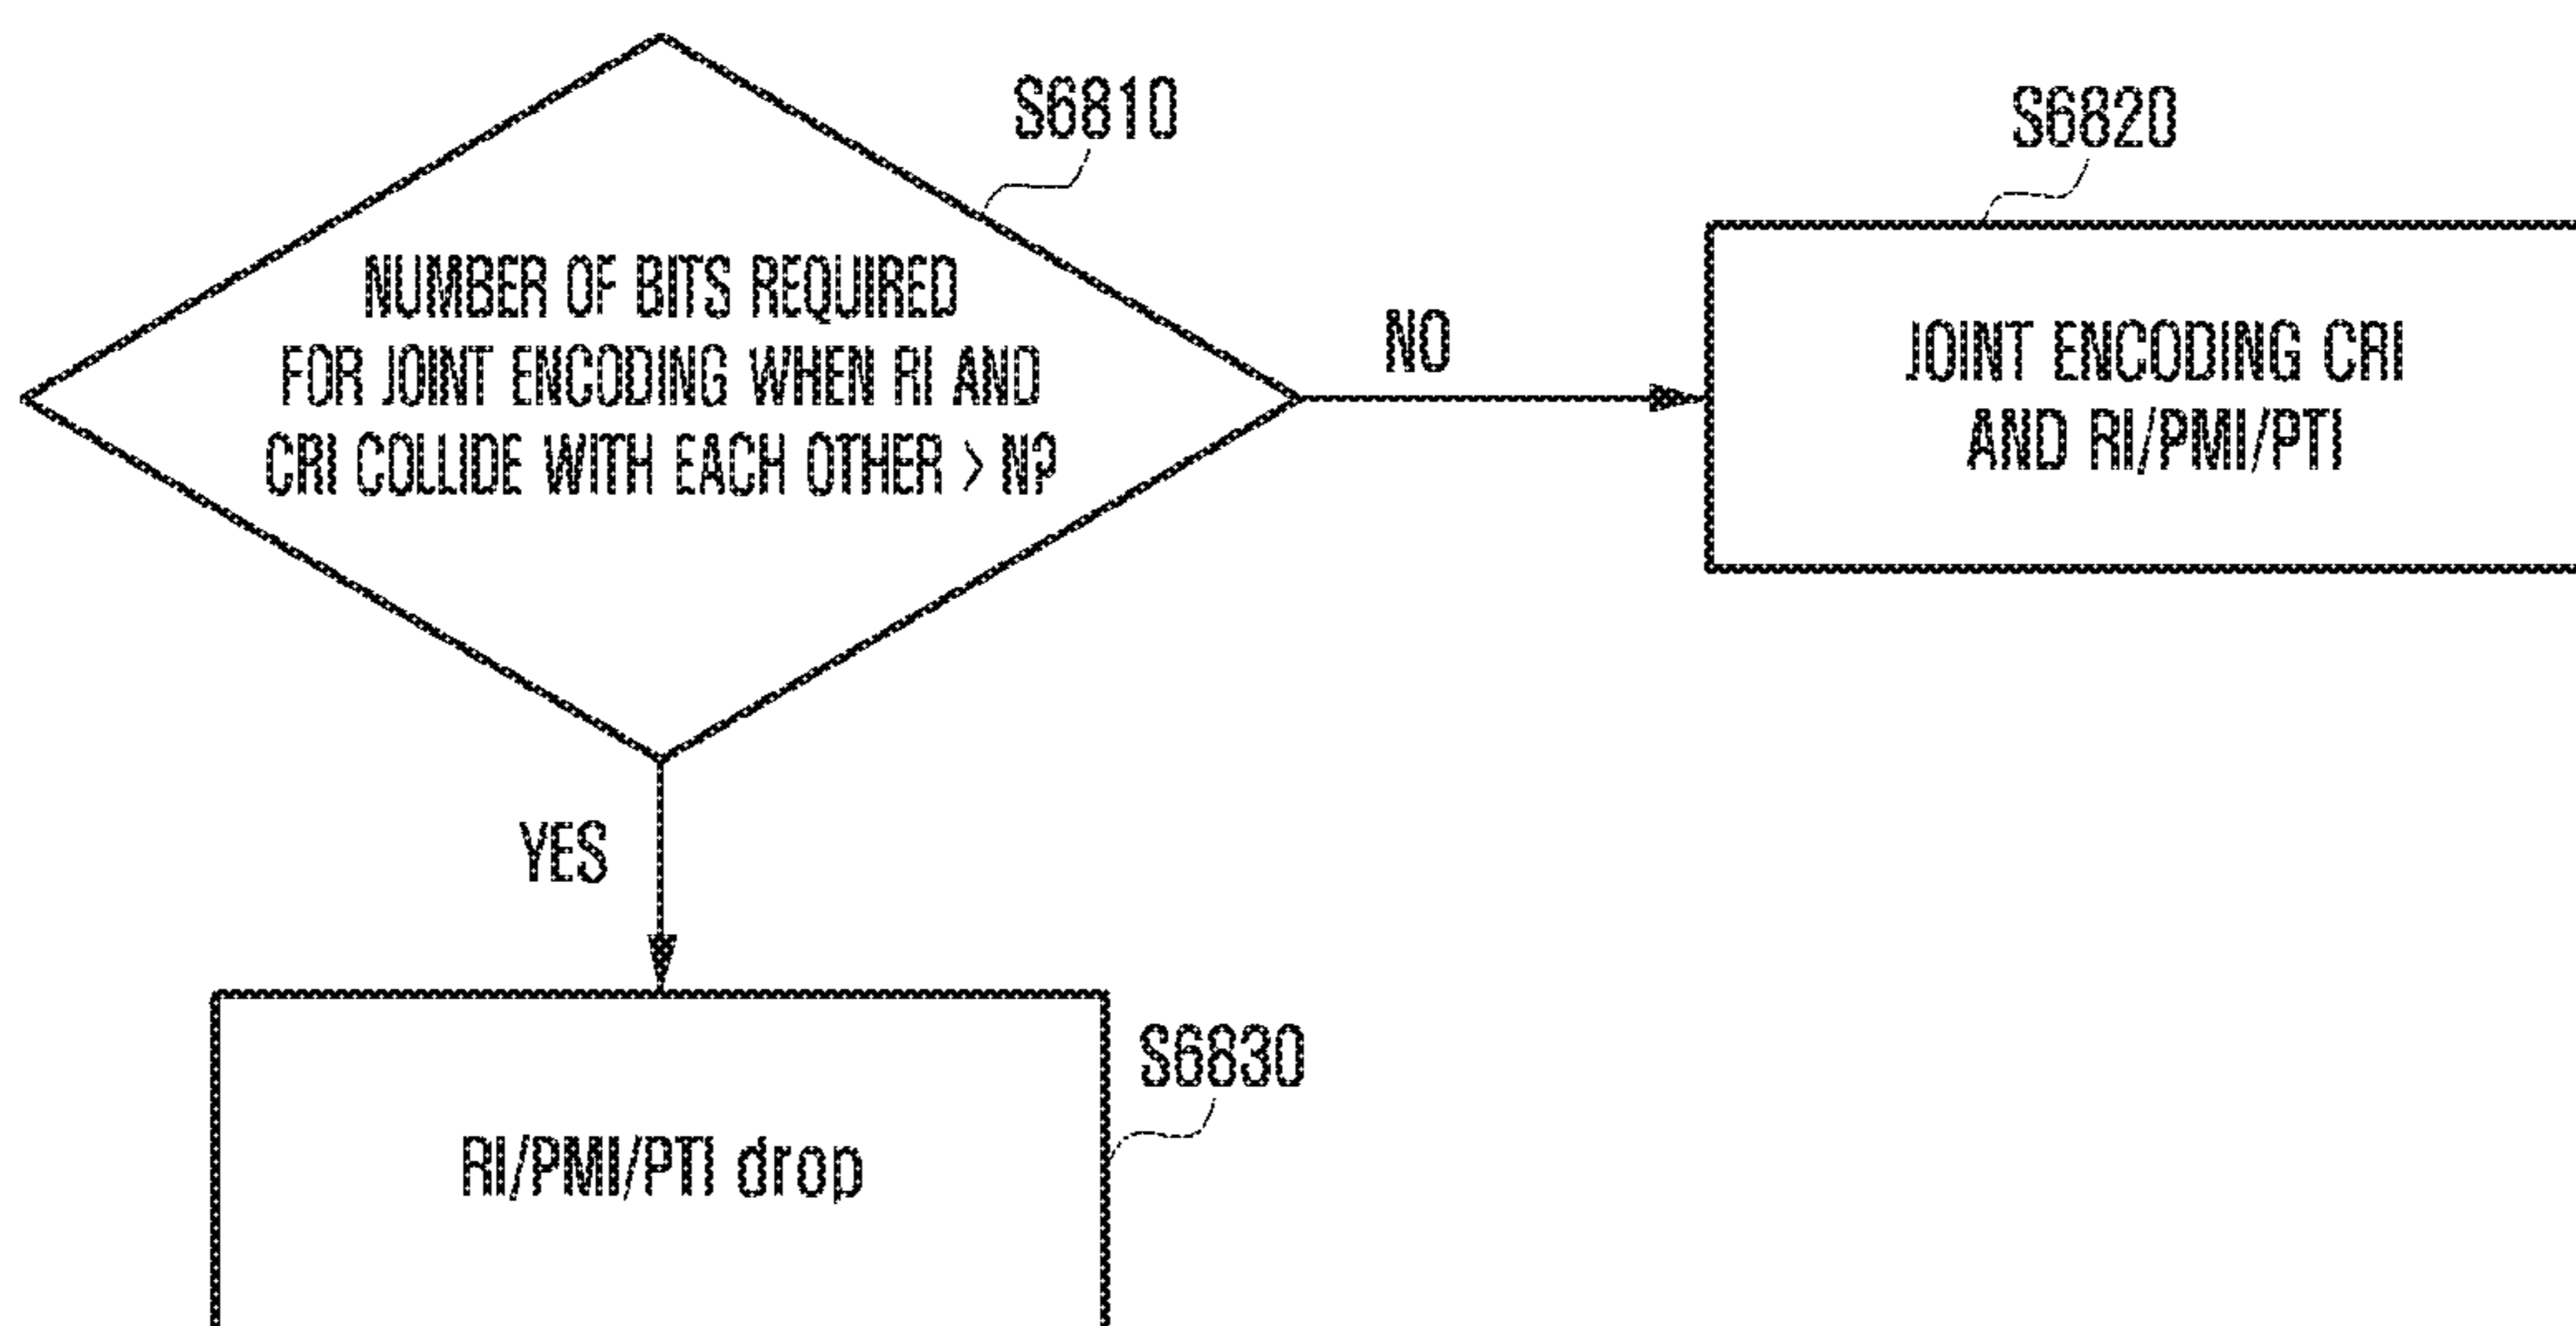 S6810
S6820
NUMBER OF BITS REQUIRED
FOR JOINT ENCODING WHEN RI AND
CRI COLLIDE WITH EACH OTHER > N?
NO
JOINT ENCODING CRI
AND RI/PMI/PTI
YES
S6830
RI/PMI/PTI drop